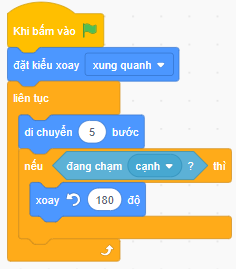 Khi bấm vào
đặt kiểu xoay xung quanh
liên tục
di chuyển 5 bước
nếu đang chạm cạnh ? thì
xoay 180 độ